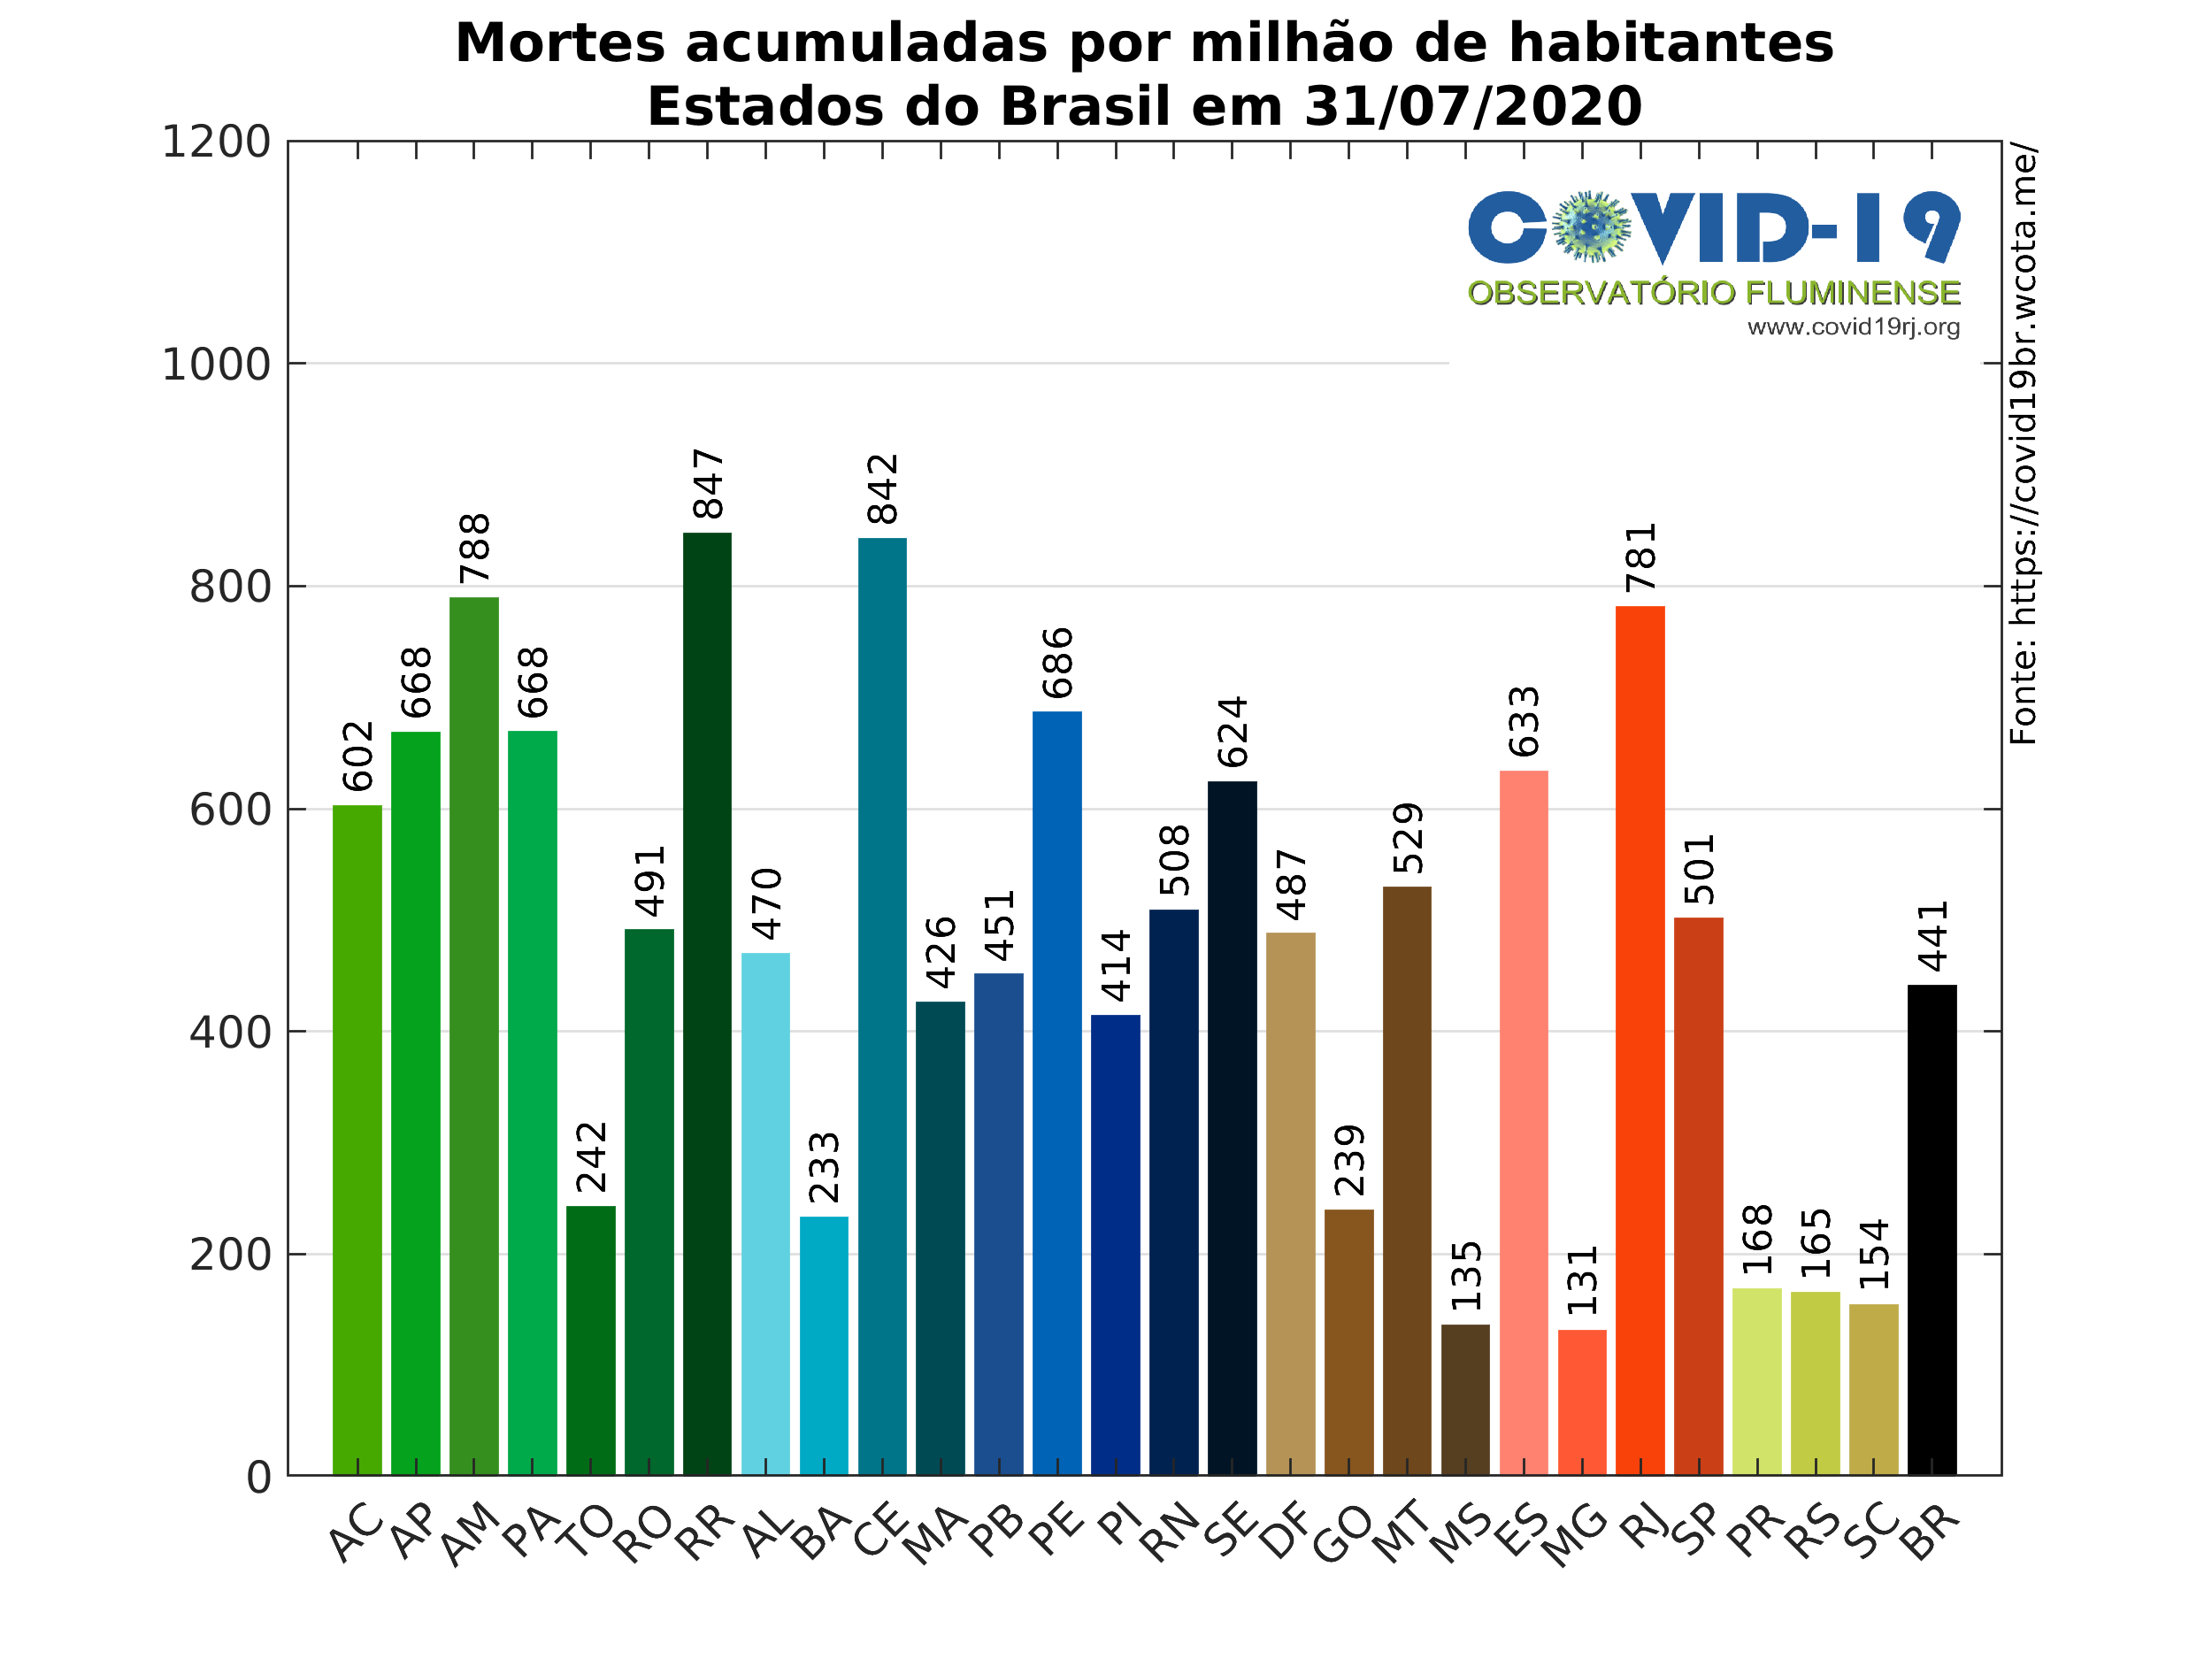 Mortes acumuladas por milhão de habitantes
Estados do Brasil em 31/07/2020
1200
1000
800
600
400
200
0
COVID-19
OBSERVATÓRIO FLUMINENSE
www.covid19rj.org
Fonte: https://covid19br.wcota.me/
602
668
788
668
242
491
847
470
233
842
426
451
686
414
508
624
487
239
529
135
633
131
781
501
168
165
154
441
AC
AP
AM
PA
TO
RO
RR
AL
BA
CE
MA
PB
PE
PI
RN
SE
DF
GO
MT
MS
ES
MG
RJ
SP
PR
RS
SC
BR